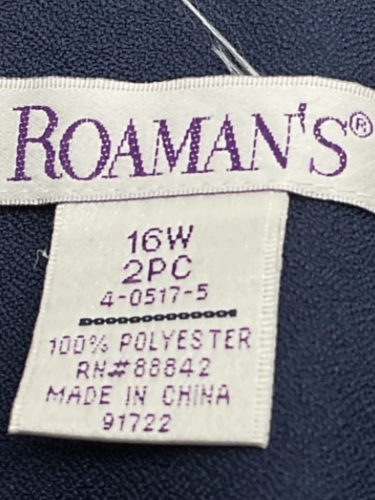 ROAMAN'S®
16W
2PC
4-0517-5
100% POLYESTER
RN#88842
MADE IN CHINA
91722